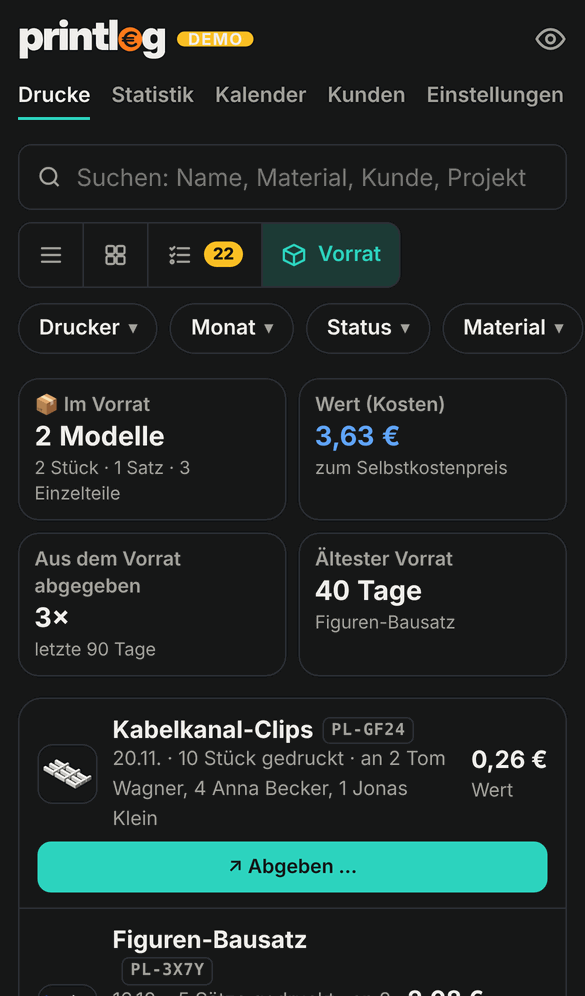 printl€g DEMO
Drucke Statistik Kalender Kunden Einstellungen
Suchen: Name, Material, Kunde, Projekt
22 Vorrat
Drucker ▾ Monat ▾ Status ▾ Material ▾
Im Vorrat
2 Modelle
2 Stück · 1 Satz · 3
Einzelteile
Wert (Kosten)
3,63 €
zum Selbstkostenpreis
Aus dem Vorrat
abgegeben
3×
letzte 90 Tage
Ältester Vorrat
40 Tage
Figuren-Bausatz
Kabelkanal-Clips PL-GF24
20.11. · 10 Stück gedruckt · an 2 Tom
Wagner, 4 Anna Becker, 1 Jonas
Klein
0,26 €
Wert
↗ Abgeben ...
Figuren-Bausatz
PL-3X7Y